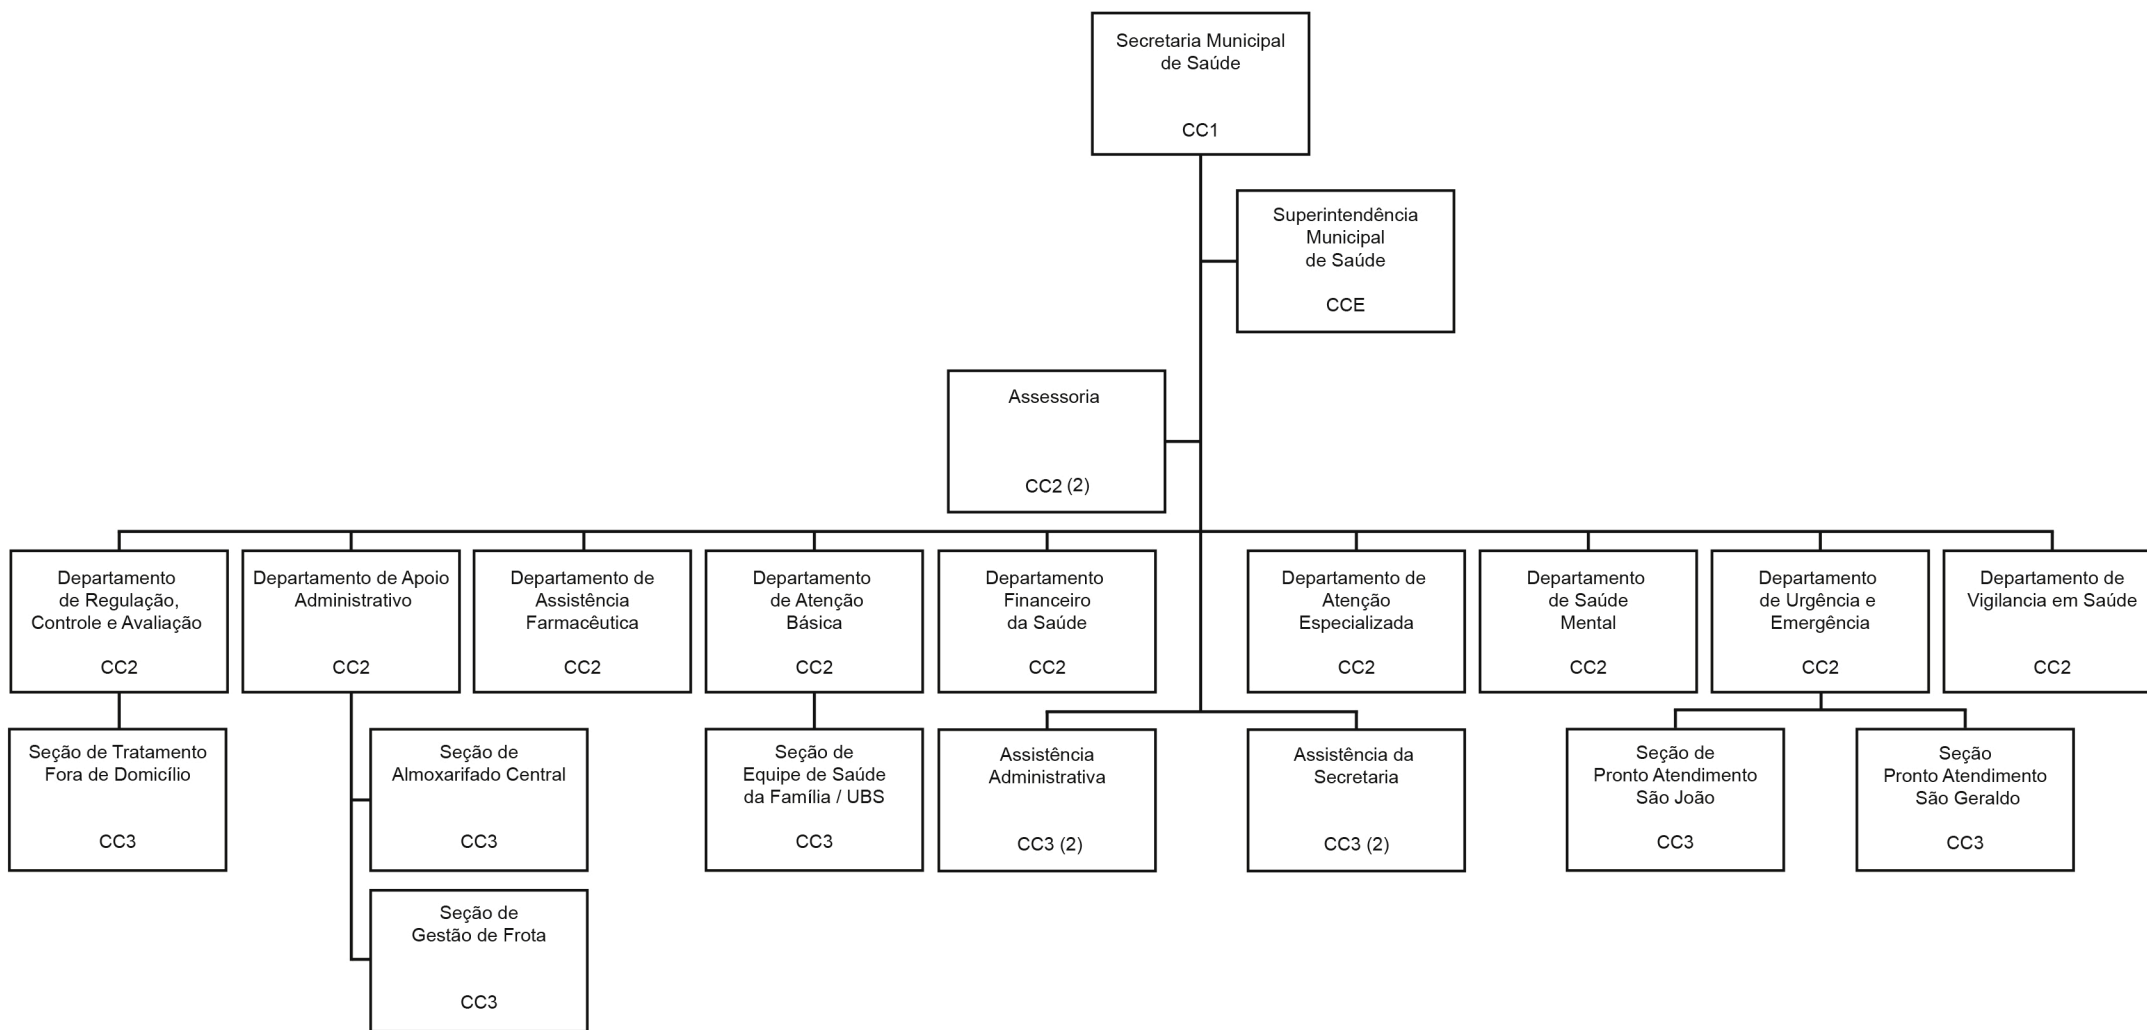 Secretaria Municipal
de Saúde
CC1
Superintendência
Municipal
de Saúde
CCE
Assessoria
CC2 (2)
Departamento
de Regulação,
Controle e Avaliação
CC2
Departamento de Apoio
Administrativo
CC2
Departamento de
Assistência
Farmacêutica
CC2
Departamento
de Atenção
Básica
CC2
Departamento
Financeiro
da Saúde
CC2
Departamento de
Atenção
Especializada
CC2
Departamento
de Saúde
Mental
CC2
Departamento
de Urgência e
Emergência
CC2
Departamento de
Vigilancia em Saúde
CC2
Seção de Tratamento
Fora de Domicílio
CC3
Seção de
Almoxarifado Central
CC3
Seção de
Equipe de Saúde
da Família / UBS
CC3
Assistência
Administrativa
CC3 (2)
Assistência da
Secretaria
CC3 (2)
Seção de
Pronto Atendimento
São João
CC3
Seção
Pronto Atendimento
São Geraldo
CC3
Seção de
Gestão de Frota
CC3